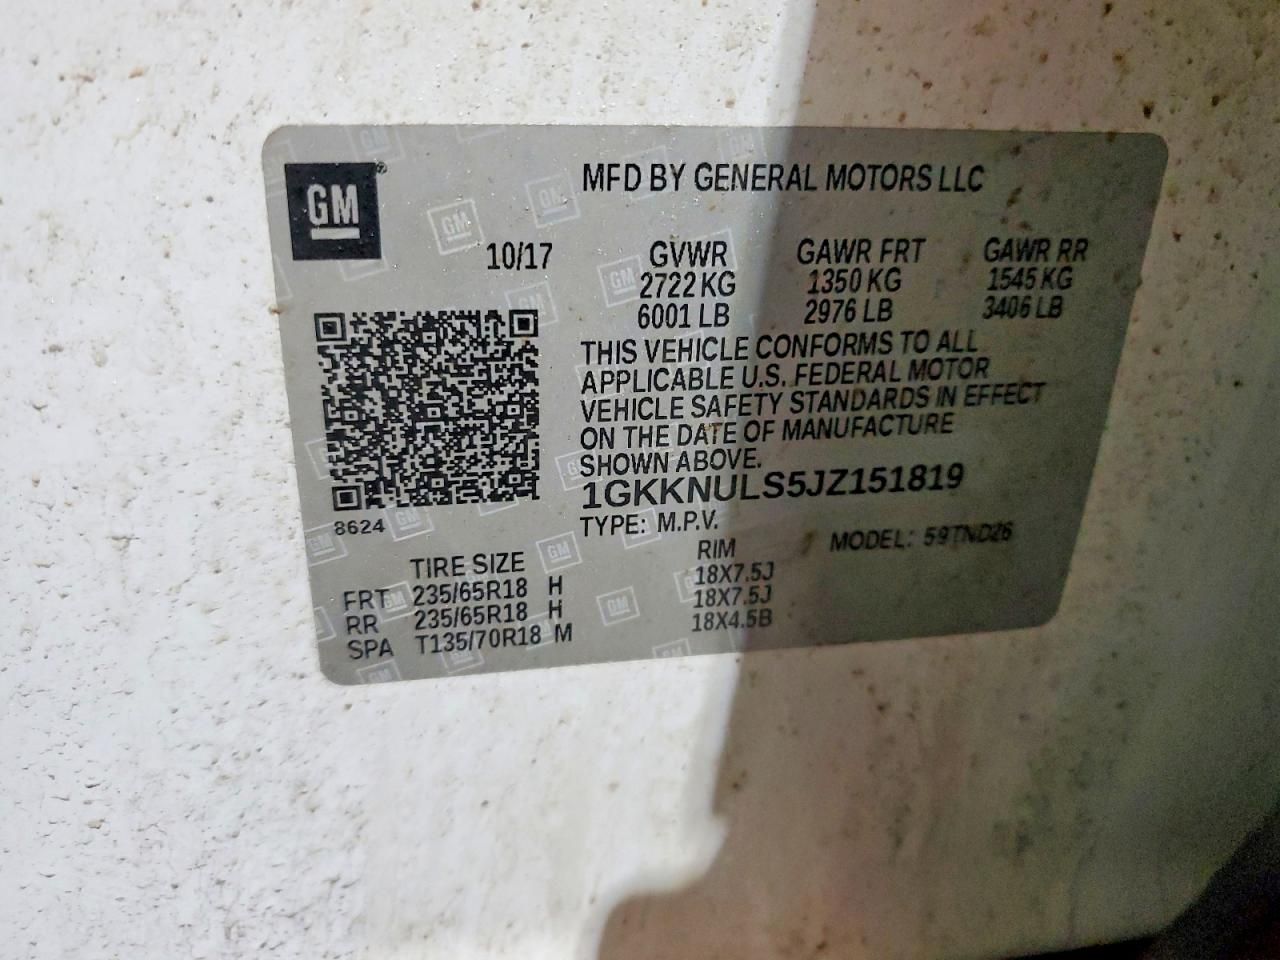 GM
MFD BY GENERAL MOTORS LLC
10/17 GVWR GAWR FRT GAWR RR
2722 KG 1350 KG 1545 KG
6001 LB 2976 LB 3406 LB
THIS VEHICLE CONFORMS TO ALL
APPLICABLE U.S. FEDERAL MOTOR
VEHICLE SAFETY STANDARDS IN EFFECT
ON THE DATE OF MANUFACTURE
SHOWN ABOVE.
1GKKNULS5JZ151819
8624
TYPE: M.P.V. MODEL: 59TND26
TIRE SIZE RIM
FRT 235/65R18 H 18X7.5J
RR 235/65R18 H 18X7.5J
SPA T135/70R18 M 18X4.5B